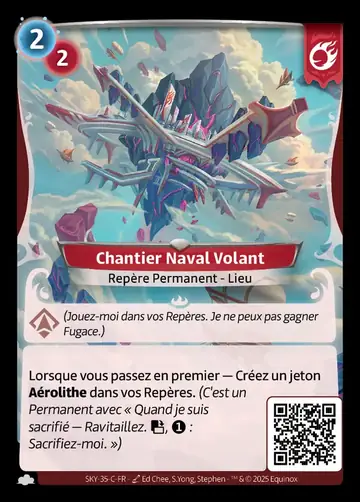 2
2
Chantier Naval Volant
Repère Permanent - Lieu
(Jouez-moi dans vos Repères. Je ne peux pas gagner
Fugace.)
Lorsque vous passez en premier — Créez un jeton
Aérolithe dans vos Repères. (C'est un
Permanent avec « Quand je suis
sacrifié — Ravitaillez. , 1 :
Sacrifiez-moi. »)
SKY-35-C-FR - Ed Chee, S.Yong, Stephen - ™ & © 2025 Equinox